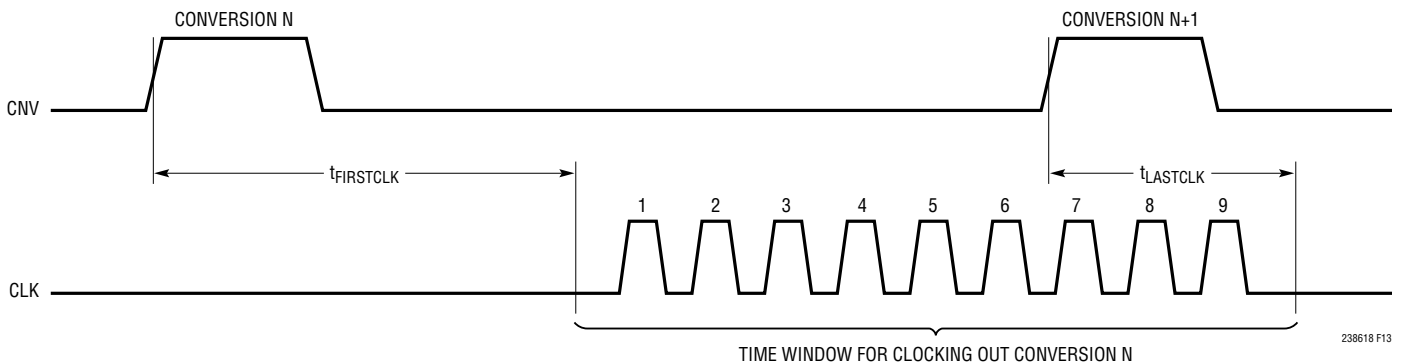 CONVERSION N
CONVERSION N+1
CNV
tFIRSTCLK
tLASTCLK
1 2 3 4 5 6 7 8 9
CLK
238618 F13
TIME WINDOW FOR CLOCKING OUT CONVERSION N